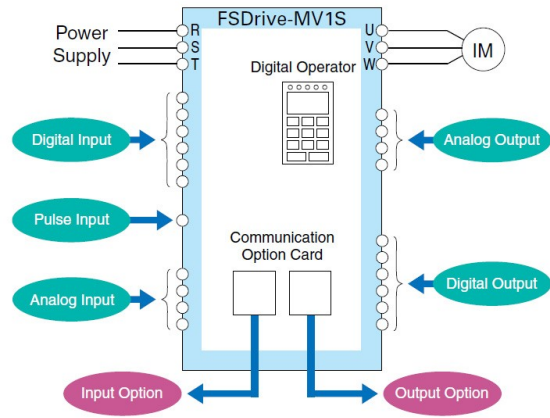 FSDrive-MV1S
Power
Supply
R
S
T
U
V
W
IM
Digital Operator
Digital Input
Analog Output
Pulse Input
Communication
Option Card
Analog Input
Digital Output
Input Option
Output Option